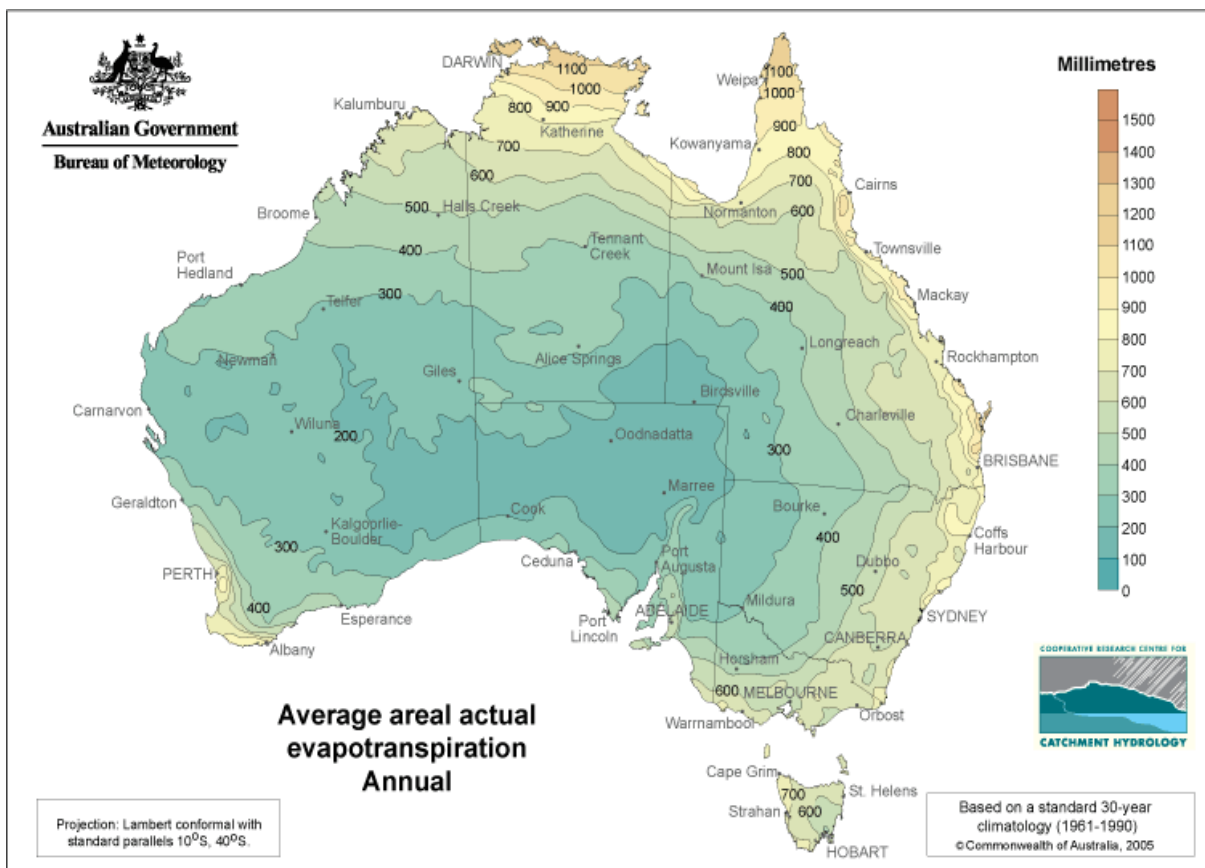 Australian Government
Bureau of Meteorology
Millimetres
1500
1400
1300
1200
1100
1000
900
800
700
600
500
400
300
200
100
0
DARWIN
1100
1000
900
800
Katherine
700
600
Kalumburu
Weipa
1100
1000
900
Kowanyama
800
700
600
Cairns
Normanton
Broome
500
Halls Creek
400
Tennant
Creek
Mount Isa
500
400
Townsville
Mackay
Port
Hedland
Telfer
300
Newman
Giles
Alice Springs
Longreach
Rockhampton
Birdsville
Carnarvon
Wiluna
200
Oodnadatta
Charleville
300
BRISBANE
Geraldton
Marree
Cook
Bourke
400
Kalgoorlie-
Boulder
300
Coffs
Harbour
Ceduna
Port
Augusta
Dubbo
PERTH
400
Esperance
Albany
Port
Lincoln
ADELAIDE
Mildura
500
SYDNEY
CANBERRA
Horsham
600
MELBOURNE
Warrnambool
Orbost
Average areal actual
evapotranspiration
Annual
COOPERATIVE RESEARCH CENTRE FOR
CATCHMENT HYDROLOGY
Cape Grim
700
St. Helens
Strahan
600
HOBART
Projection: Lambert conformal with
standard parallels 10°S, 40°S.
Based on a standard 30-year
climatology (1961-1990)
© Commonwealth of Australia, 2005